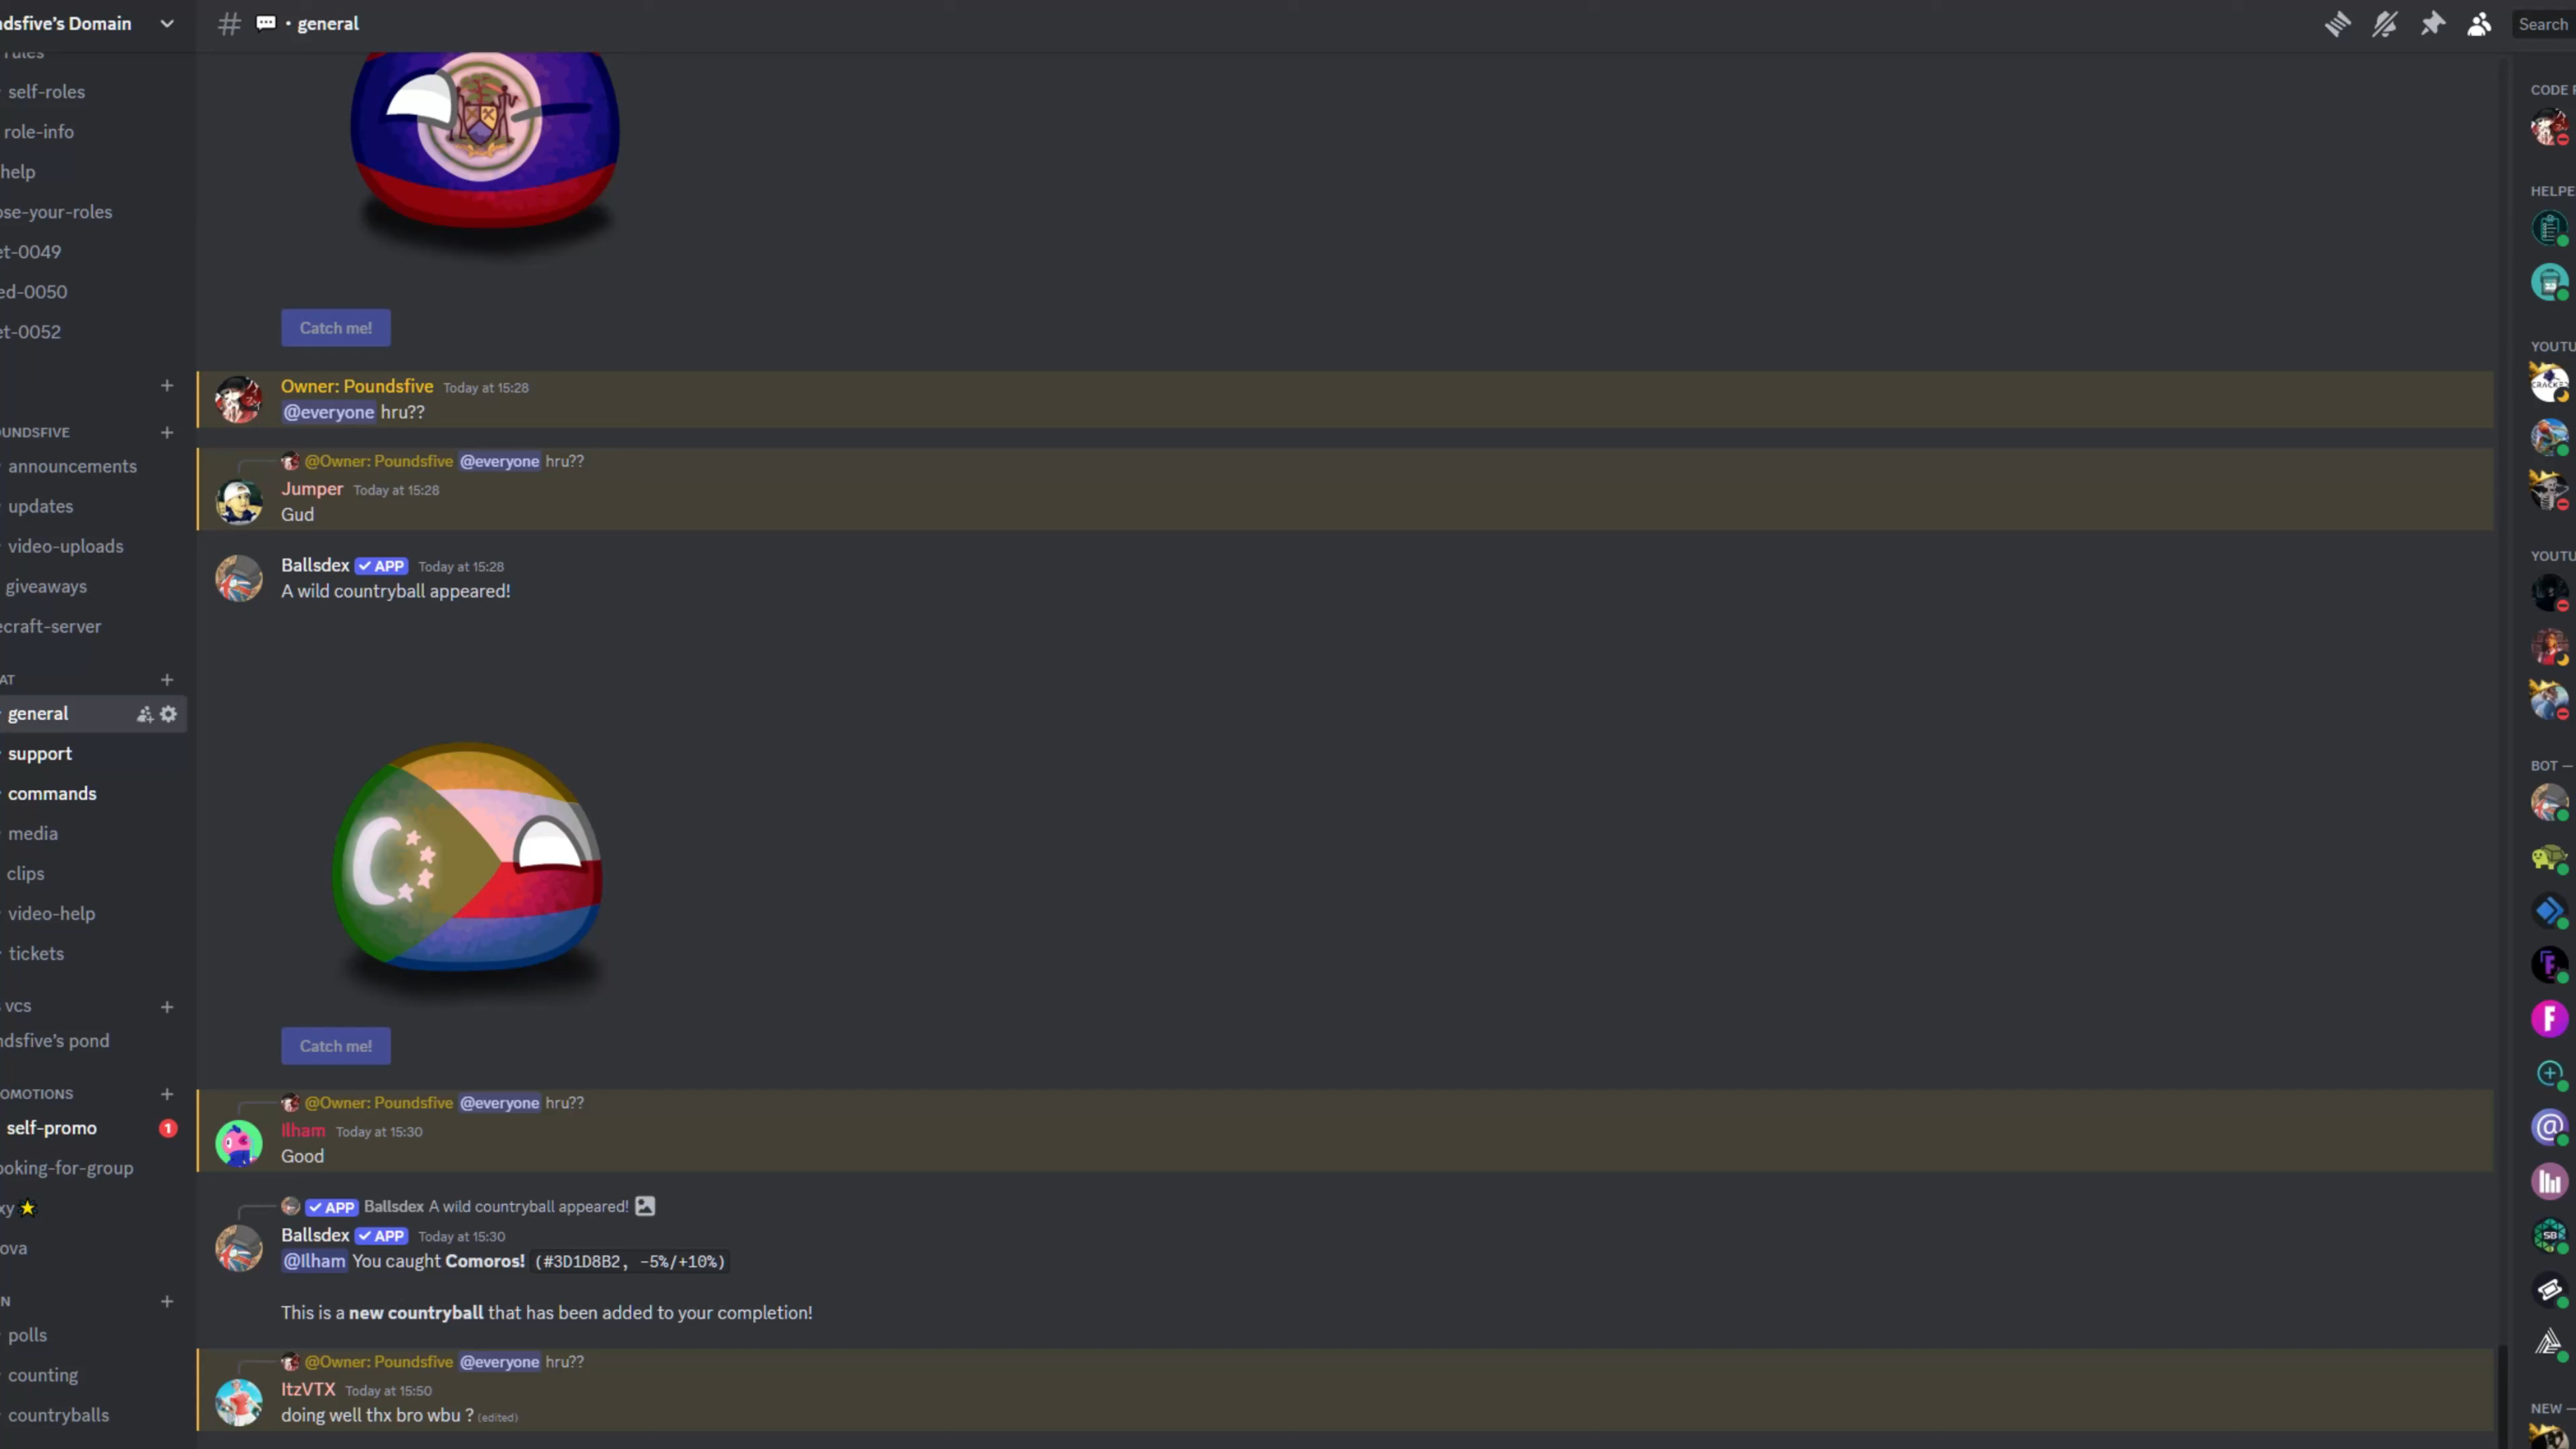 ndsfive's Domain
general
Search
rules
self-roles
role-info
help
ose-your-roles
et-0049
ed-0050
et-0052
OUNDSFIVE
announcements
updates
video-uploads
giveaways
ecraft-server
AT
general
support
commands
media
clips
video-help
tickets
vcs
ndsfive's pond
OMOTIONS
self-promo
1
ooking-for-group
xy
ova
N
polls
counting
countryballs
Catch me!
Owner: Poundsfive Today at 15:28
@everyone hru??
@Owner: Poundsfive @everyone hru??
Jumper Today at 15:28
Gud
Ballsdex APP Today at 15:28
A wild countryball appeared!
Catch me!
@Owner: Poundsfive @everyone hru??
Ilham Today at 15:30
Good
APP Ballsdex A wild countryball appeared!
Ballsdex APP Today at 15:30
@Ilham You caught Comoros! (#3D1D8B2, -5%/+10%)
This is a new countryball that has been added to your completion!
@Owner: Poundsfive @everyone hru??
ItzVTX Today at 15:50
doing well thx bro wbu ? (edited)
CODE
HELPE
YOUTU
YOUTU
BOT —
F
F
SB
NEW —